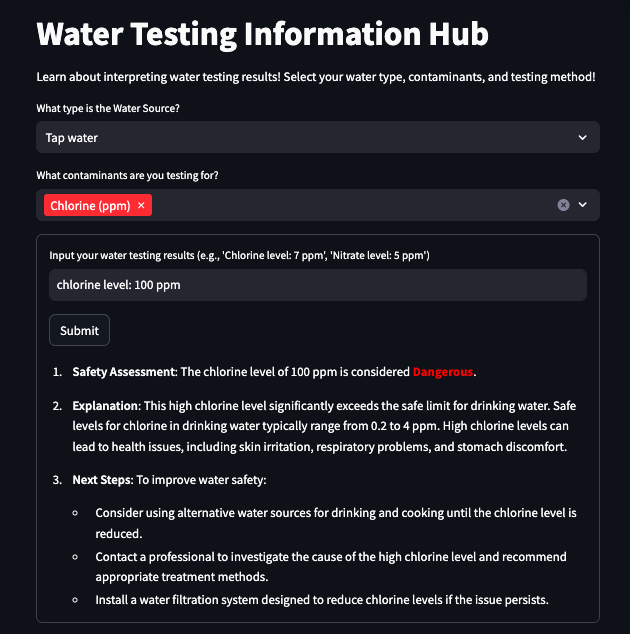 Water Testing Information Hub
Learn about interpreting water testing results! Select your water type, contaminants, and testing method!
What type is the Water Source?
Tap water
What contaminants are you testing for?
Chlorine (ppm) ×
Input your water testing results (e.g., 'Chlorine level: 7 ppm', 'Nitrate level: 5 ppm')
chlorine level: 100 ppm
Submit
1. Safety Assessment: The chlorine level of 100 ppm is considered Dangerous.
2. Explanation: This high chlorine level significantly exceeds the safe limit for drinking water. Safe
levels for chlorine in drinking water typically range from 0.2 to 4 ppm. High chlorine levels can
lead to health issues, including skin irritation, respiratory problems, and stomach discomfort.
3. Next Steps: To improve water safety:
○ Consider using alternative water sources for drinking and cooking until the chlorine level is
reduced.
○ Contact a professional to investigate the cause of the high chlorine level and recommend
appropriate treatment methods.
○ Install a water filtration system designed to reduce chlorine levels if the issue persists.